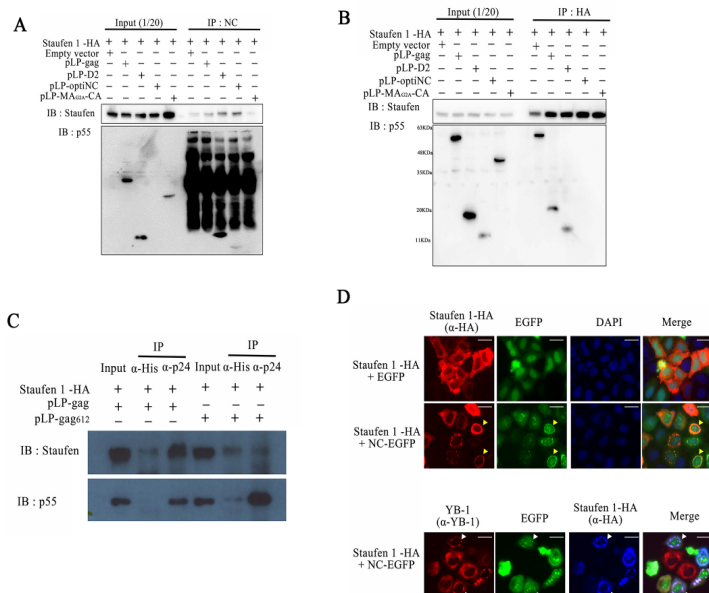 A
Input (1/20) IP : NC
Staufen 1 -HA + + + + + + + + + +
Empty vector + − − − − + − − − −
pLP-gag − + − − − − + − − −
pLP-D2 − − + − − − − + − −
pLP-optiNC − − − + − − − − + −
pLP-MAG2A-CA − − − − + − − − − +
IB : Staufen
IB : p55
B
Input (1/20) IP : HA
Staufen 1 -HA + + + + + + + + + +
Empty vector + − − − − + − − − −
pLP-gag − + − − − − + − − −
pLP-D2 − − + − − − − + − −
pLP-optiNC − − − + − − − − + −
pLP-MAG2A-CA − − − − + − − − − +
IB : Staufen
IB : p55
63KDa
48KDa
35KDa
20KDa
11KDa
C
IP IP
Input α-His α-p24 Input α-His α-p24
Staufen 1 -HA + + + + + +
pLP-gag + + + − − −
pLP-gag612 − − − + + +
IB : Staufen
IB : p55
D
Staufen 1-HA (α-HA) EGFP DAPI Merge
Staufen 1 -HA
+ EGFP
Staufen 1 -HA
+ NC-EGFP
YB-1 (α-YB-1) EGFP Staufen 1-HA (α-HA) Merge
Staufen 1 -HA
+ NC-EGFP